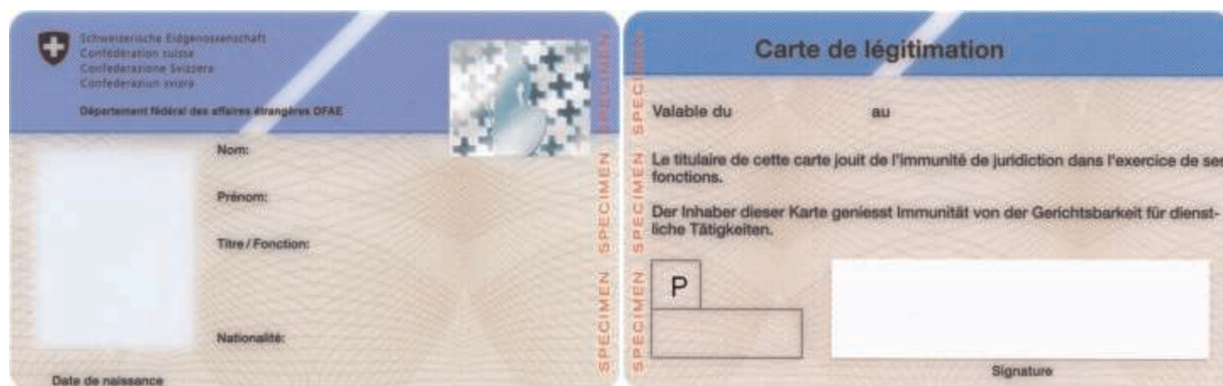 Schweizerische Eidgenossenschaft
Confédération suisse
Confederazione Svizzera
Confederaziun svizra
Département fédéral des affaires étrangères DFAE
Nom:
Prénom:
Titre / Fonction:
Nationalité:
Date de naissance
SPECIMEN SPECIMEN SPECIMEN
SPECIMEN SPECIMEN SPECIMEN
Carte de légitimation
Valable du au
Le titulaire de cette carte jouit de l'immunité de juridiction dans l'exercice de ses
fonctions.
Der Inhaber dieser Karte geniesst Immunität von der Gerichtsbarkeit für dienst-
liche Tätigkeiten.
P
Signature